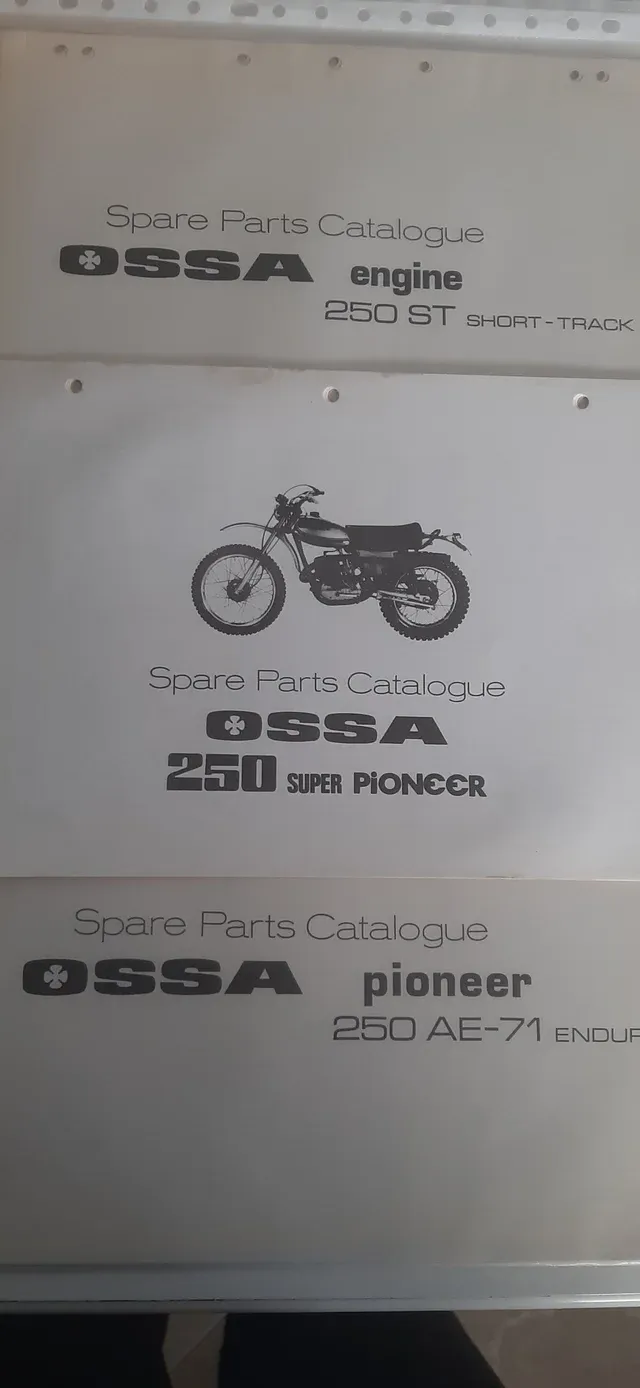 Spare Parts Catalogue
OSSA engine
250 ST SHORT-TRACK
Spare Parts Catalogue
OSSA
250 SUPER PiONEER
Spare Parts Catalogue
OSSA pioneer
250 AE-71